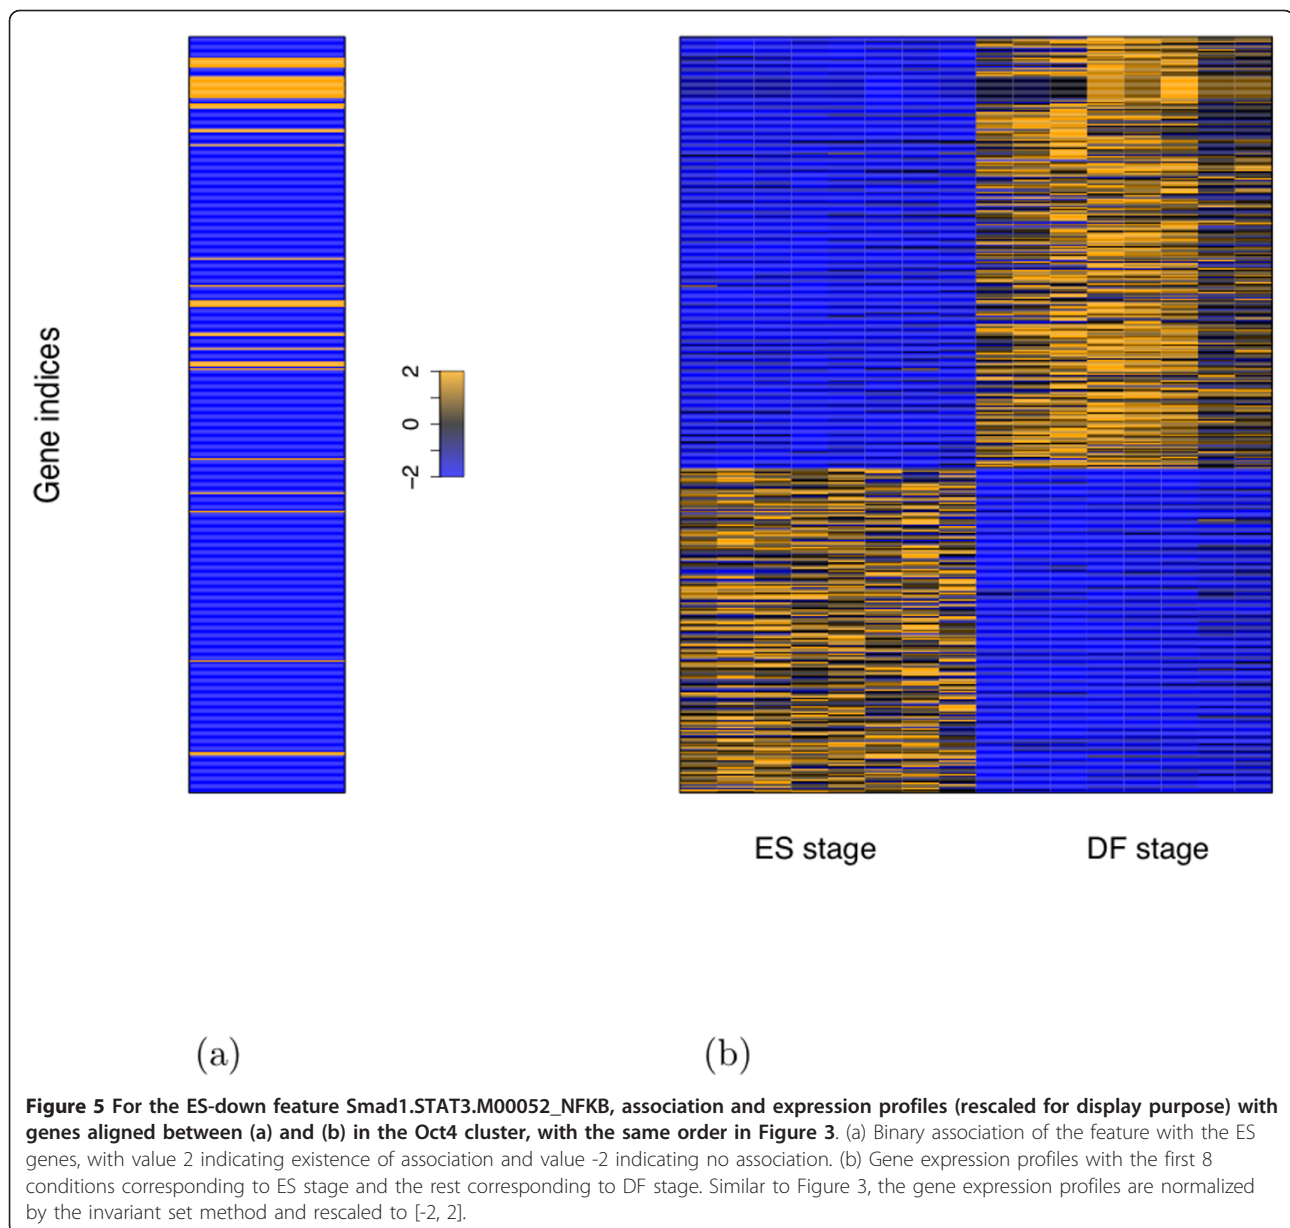 Gene indices
2
0
-2
ES stage
DF stage
(a)
(b)
Figure 5 For the ES-down feature Smad1.STAT3.M00052_NFKB, association and expression profiles (rescaled for display purpose) with
genes aligned between (a) and (b) in the Oct4 cluster, with the same order in Figure 3. (a) Binary association of the feature with the ES
genes, with value 2 indicating existence of association and value -2 indicating no association. (b) Gene expression profiles with the first 8
conditions corresponding to ES stage and the rest corresponding to DF stage. Similar to Figure 3, the gene expression profiles are normalized
by the invariant set method and rescaled to [-2, 2].